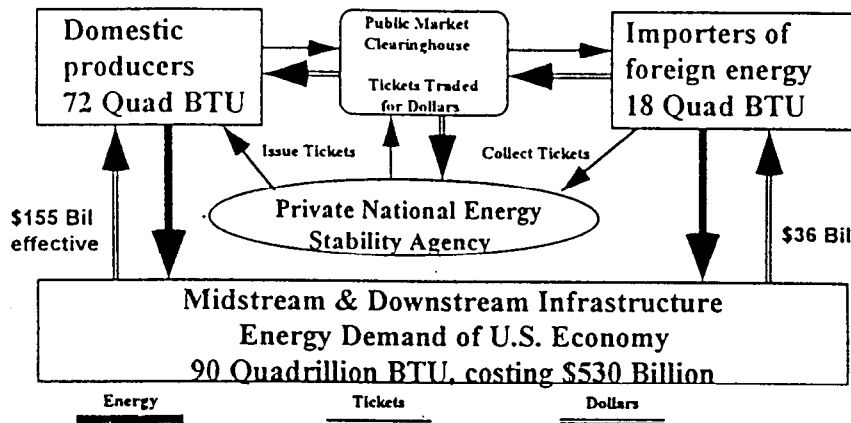 Domestic
producers
72 Quad BTU
Public Market
Clearinghouse
Tickets Traded
for Dollars
Importers of
foreign energy
18 Quad BTU
Issue Tickets
Collect Tickets
Private National Energy
Stability Agency
$155 Bil
effective
$36 Bil
Midstream & Downstream Infrastructure
Energy Demand of U.S. Economy
90 Quadrillion BTU, costing $530 Billion
Energy
Tickets
Dollars